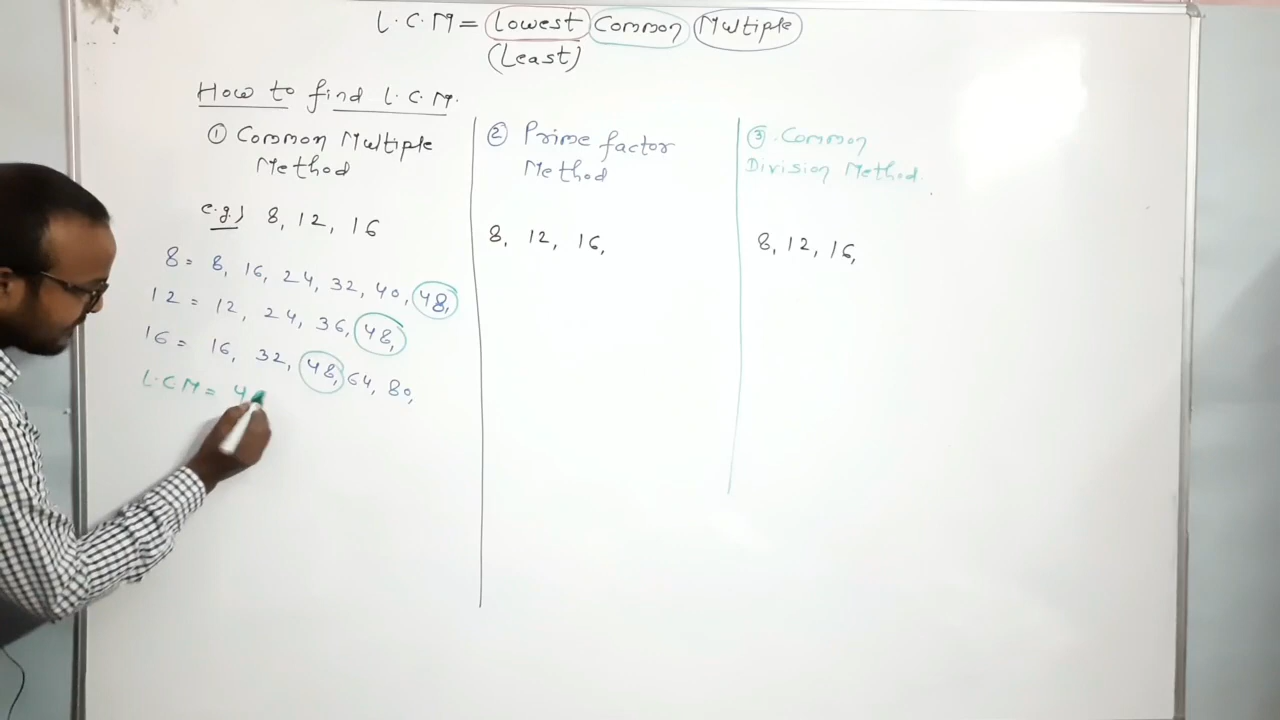 L.C.M = Lowest Common Multiple
(Least)
How to find L.C.M.
① Common Multiple
Method
e.g) 8, 12, 16
8 = 8, 16, 24, 32, 40, 48,
12 = 12, 24, 36, 48,
16 = 16, 32, 48, 64, 80,
L.C.M = 4
② Prime factor
Method
8, 12, 16,
③ Common
Division Method.
8, 12, 16,